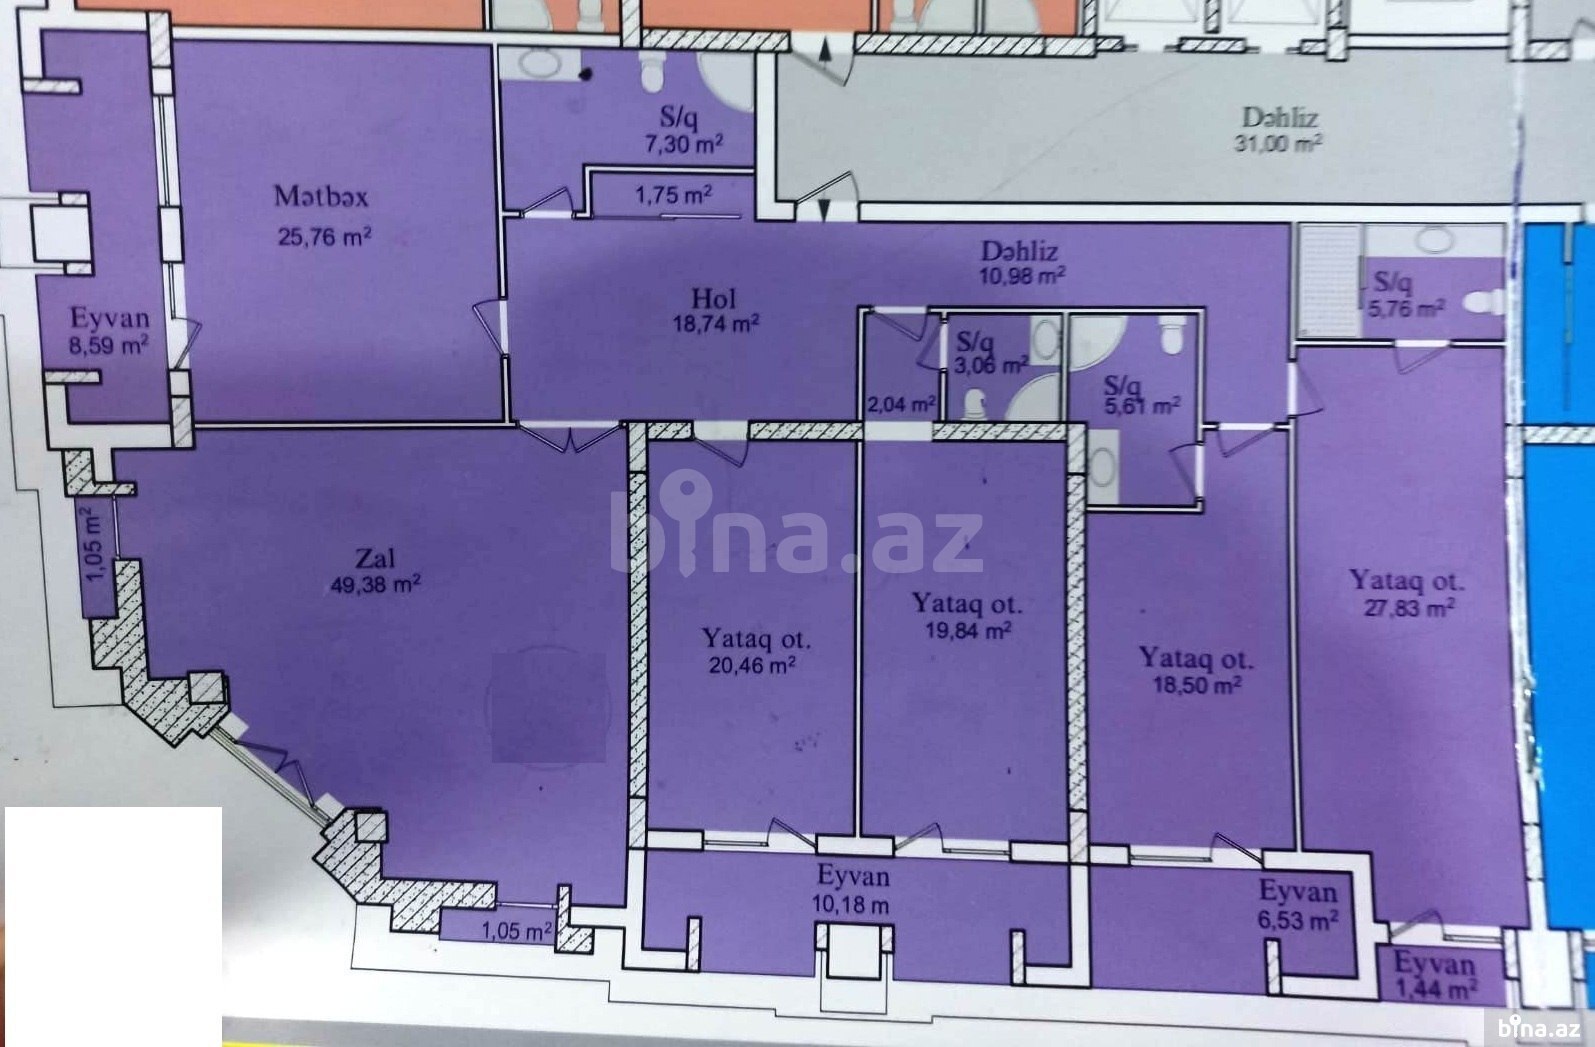 S/q
7,30 m²
Dəhliz
31,00 m²
Mətbəx
25,76 m²
1,75 m²
Eyvan
8,59 m²
Hol
18,74 m²
Dəhliz
10,98 m²
S/q
5,76 m²
S/q
3,06 m²
2,04 m²
S/q
5,61 m²
1,05 m²
Zal
49,38 m²
bina.az
Yataq ot.
20,46 m²
Yataq ot.
19,84 m²
Yataq ot.
18,50 m²
Yataq ot.
27,83 m²
1,05 m²
Eyvan
10,18 m
Eyvan
6,53 m²
Eyvan
1,44 m²
bina.az